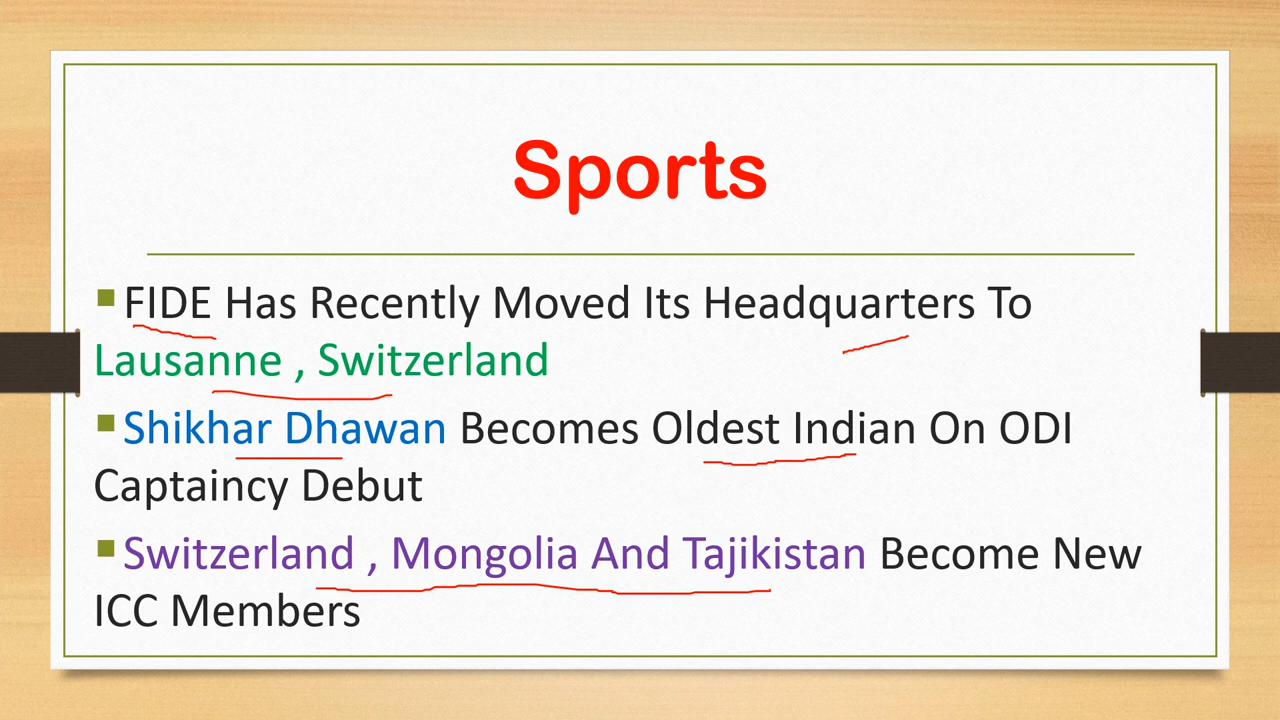 Sports
▪FIDE Has Recently Moved Its Headquarters To
Lausanne , Switzerland
▪Shikhar Dhawan Becomes Oldest Indian On ODI
Captaincy Debut
▪Switzerland , Mongolia And Tajikistan Become New
ICC Members